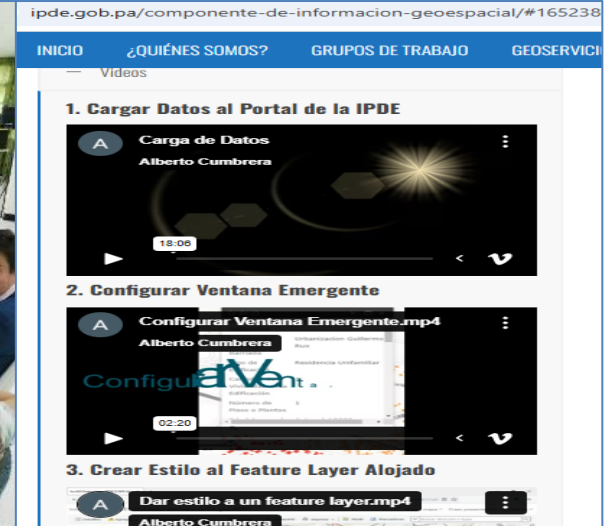 ipde.gob.pa/componente-de-informacion-geoespacial/#165238
INICIO ¿QUIÉNES SOMOS? GRUPOS DE TRABAJO GEOSERVICI
— Videos
1. Cargar Datos al Portal de la IPDE
A Carga de Datos
Alberto Cumbrera
18:06
2. Configurar Ventana Emergente
A Configurar Ventana Emergente.mp4
Alberto Cumbrera
Urbanizacion Guillermo
Residencia Unifamiliar
Edificación
Número de 1
Pisos o Plantas
02:20
3. Crear Estilo al Feature Layer Alojado
A Dar estilo a un feature layer.mp4
Alberto Cumbrera